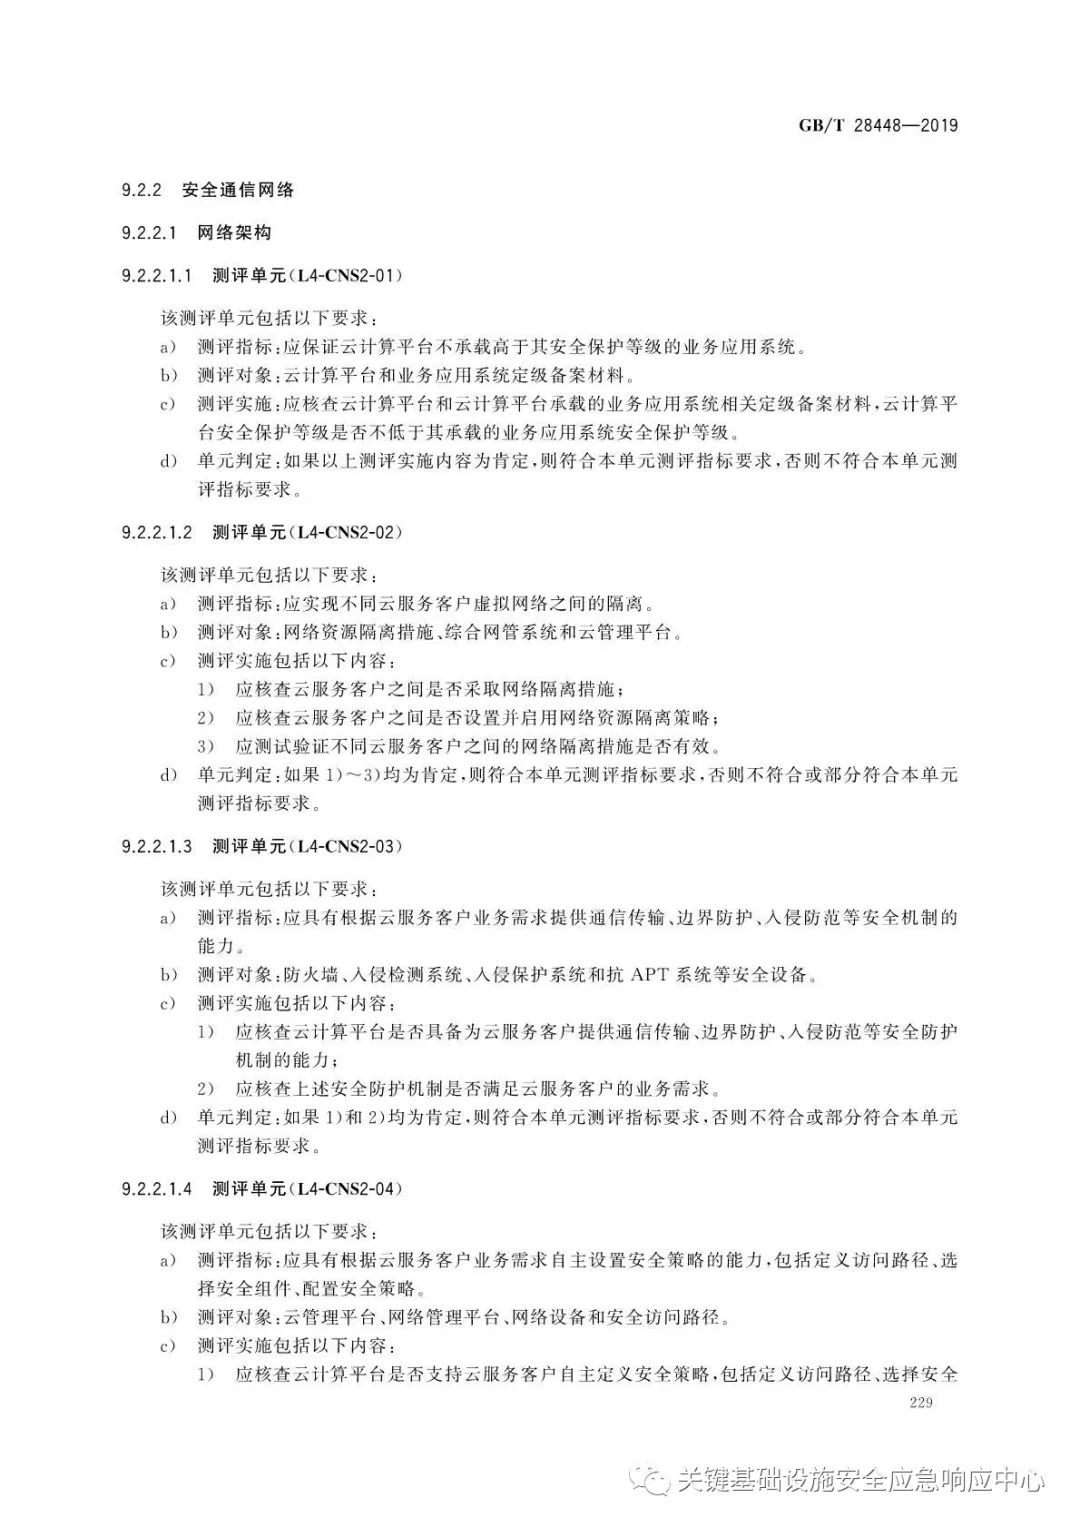 GB/T 28448—2019
9.2.2 安全通信网络
9.2.2.1 网络架构
9.2.2.1.1 测评单元(L4-CNS2-01)
该测评单元包括以下要求:
a) 测评指标:应保证云计算平台不承载高于其安全保护等级的业务应用系统。
b) 测评对象:云计算平台和业务应用系统定级备案材料。
c) 测评实施:应核查云计算平台和云计算平台承载的业务应用系统相关定级备案材料,云计算平
台安全保护等级是否不低于其承载的业务应用系统安全保护等级。
d) 单元判定:如果以上测评实施内容为肯定,则符合本单元测评指标要求,否则不符合本单元测
评指标要求。
9.2.2.1.2 测评单元(L4-CNS2-02)
该测评单元包括以下要求:
a) 测评指标:应实现不同云服务客户虚拟网络之间的隔离。
b) 测评对象:网络资源隔离措施、综合网管系统和云管理平台。
c) 测评实施包括以下内容:
1) 应核查云服务客户之间是否采取网络隔离措施;
2) 应核查云服务客户之间是否设置并启用网络资源隔离策略;
3) 应测试验证不同云服务客户之间的网络隔离措施是否有效。
d) 单元判定:如果 1)～3)均为肯定,则符合本单元测评指标要求,否则不符合或部分符合本单元
测评指标要求。
9.2.2.1.3 测评单元(L4-CNS2-03)
该测评单元包括以下要求:
a) 测评指标:应具有根据云服务客户业务需求提供通信传输、边界防护、入侵防范等安全机制的
能力。
b) 测评对象:防火墙、入侵检测系统、入侵保护系统和抗 APT 系统等安全设备。
c) 测评实施包括以下内容:
1) 应核查云计算平台是否具备为云服务客户提供通信传输、边界防护、入侵防范等安全防护
机制的能力;
2) 应核查上述安全防护机制是否满足云服务客户的业务需求。
d) 单元判定:如果 1)和 2)均为肯定,则符合本单元测评指标要求,否则不符合或部分符合本单元
测评指标要求。
9.2.2.1.4 测评单元(L4-CNS2-04)
该测评单元包括以下要求:
a) 测评指标:应具有根据云服务客户业务需求自主设置安全策略的能力,包括定义访问路径、选
择安全组件、配置安全策略。
b) 测评对象:云管理平台、网络管理平台、网络设备和安全访问路径。
c) 测评实施包括以下内容:
1) 应核查云计算平台是否支持云服务客户自主定义安全策略,包括定义访问路径、选择安全
229
关键基础设施安全应急响应中心